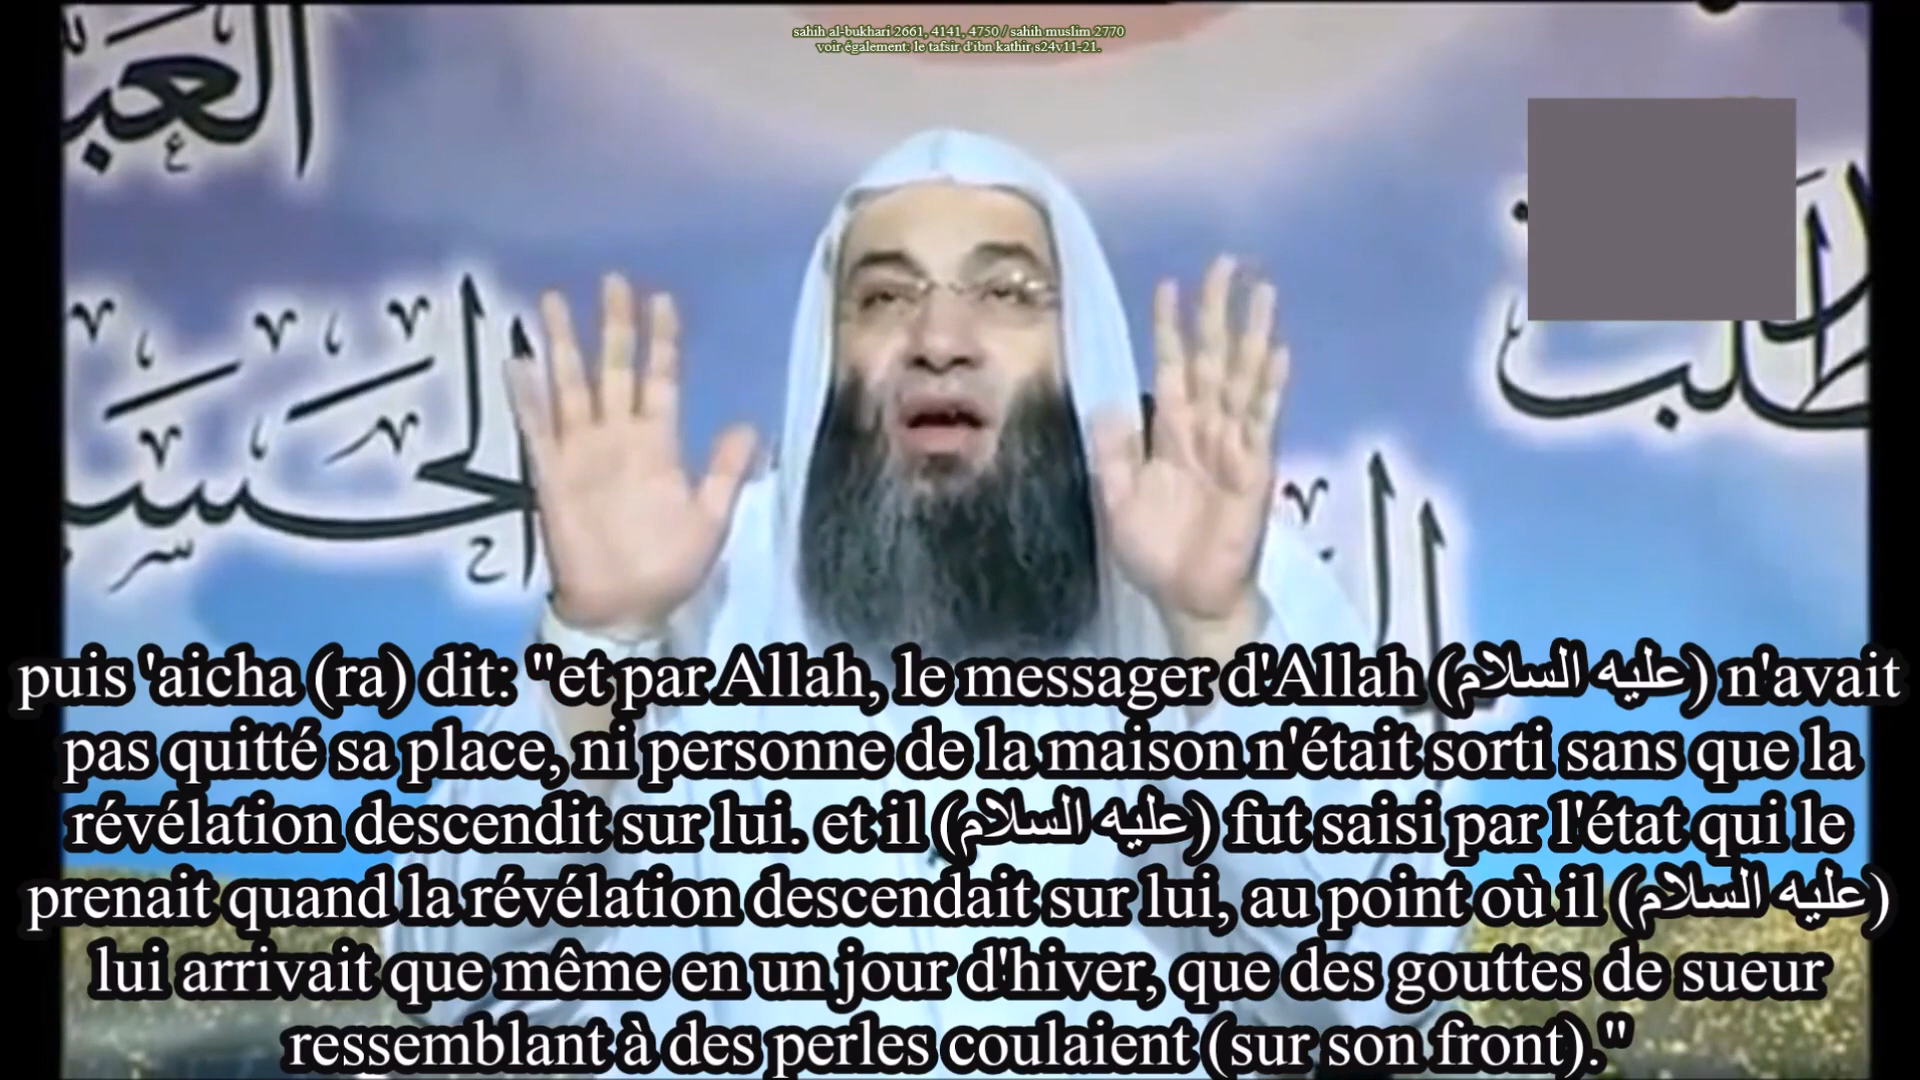 sahih al-bukhari 2661, 4141, 4750 / sahih muslim 2770
voir également: le tafsir d'ibn kathir s24v11-21.
puis 'aicha (ra) dit: "et par Allah, le messager d'Allah (عليه السلام) n'avait
pas quitté sa place, ni personne de la maison n'était sorti sans que la
révélation descendit sur lui. et il (عليه السلام) fut saisi par l'état qui le
prenait quand la révélation descendait sur lui, au point où il (عليه السلام)
lui arrivait que même en un jour d'hiver, que des gouttes de sueur
ressemblant à des perles coulaient (sur son front)."